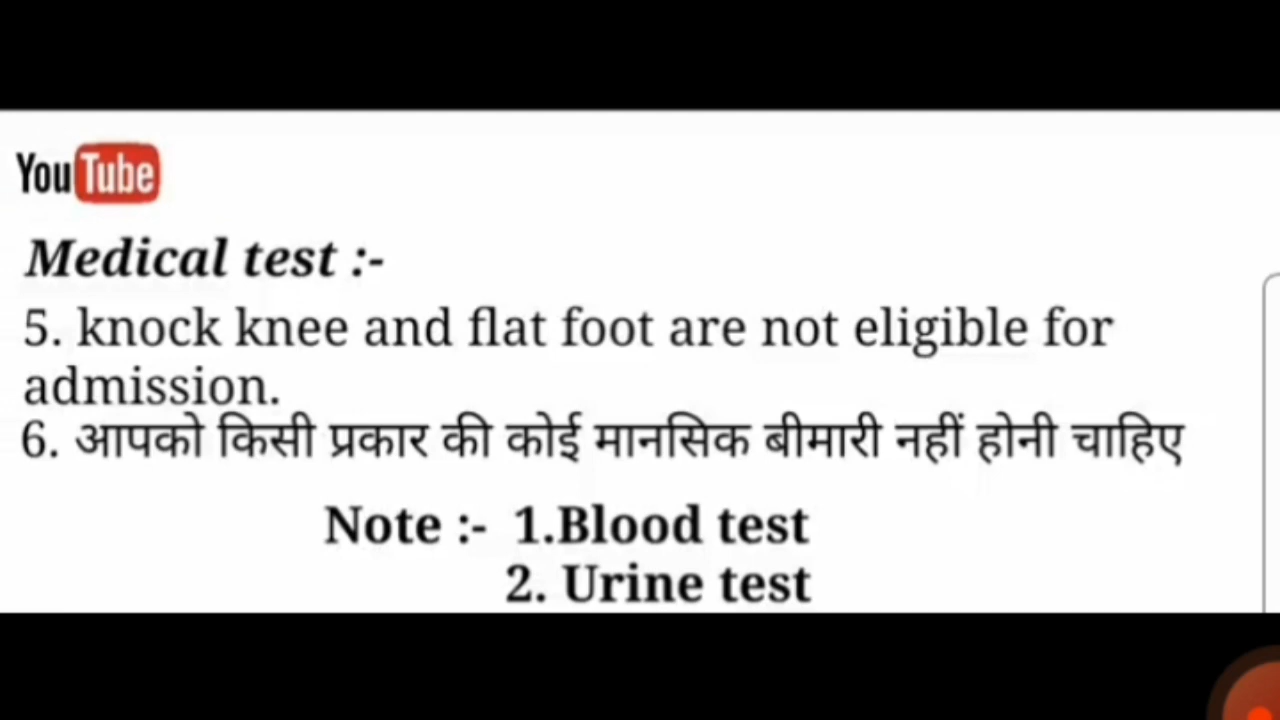 YouTube
Medical test :-
5. knock knee and flat foot are not eligible for
admission.
6. आपको किसी प्रकार की कोई मानसिक बीमारी नहीं होनी चाहिए
Note :- 1.Blood test
2. Urine test